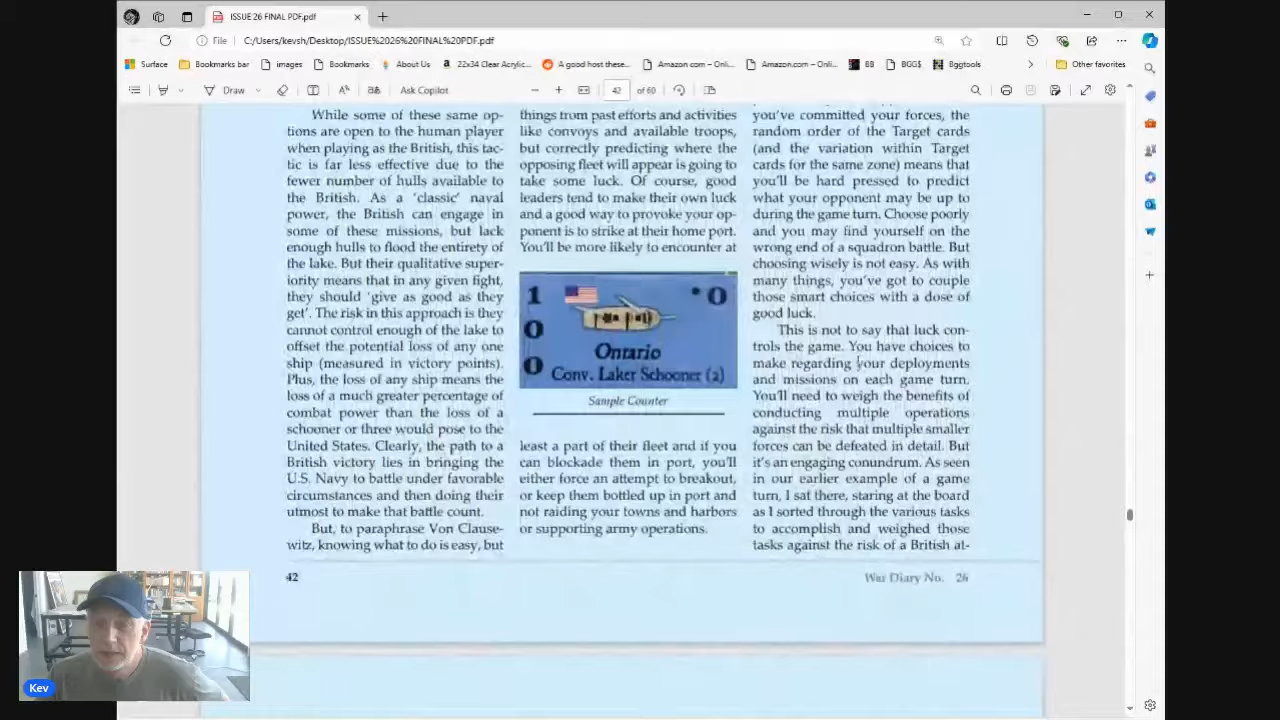 ISSUE 26 FINAL PDF.pdf
File
C:/Users/kevsh/Desktop/ISSUE%2026%20FINAL%20PDF.pdf
Surface
Bookmarks bar
images
Bookmarks
About Us
22x34 Clear Acrylic...
A good host these...
Amazon.com – Onli...
Amazon.com – Onli...
BB
BGG$
Bggtools
Other favorites
Draw
Ask Copilot
42
of 60
While some of these same op-
tions are open to the human player
when playing as the British, this tac-
tic is far less effective due to the
fewer number of hulls available to
the British. As a 'classic' naval
power, the British can engage in
some of these missions, but lack
enough hulls to flood the entirety of
the lake. But their qualitative super-
iority means that in any given fight,
they should 'give as good as they
get'. The risk in this approach is they
cannot control enough of the lake to
offset the potential loss of any one
ship (measured in victory points).
Plus, the loss of any ship means the
loss of a much greater percentage of
combat power than the loss of a
schooner or three would pose to the
United States. Clearly, the path to a
British victory lies in bringing the
U.S. Navy to battle under favorable
circumstances and then doing their
utmost to make that battle count.
But, to paraphrase Von Clause-
witz, knowing what to do is easy, but
things from past efforts and activities
like convoys and available troops,
but correctly predicting where the
opposing fleet will appear is going to
take some luck. Of course, good
leaders tend to make their own luck
and a good way to provoke your op-
ponent is to strike at their home port.
You'll be more likely to encounter at
1
0
0
• 0
Ontario
Conv. Laker Schooner (2)
Sample Counter
least a part of their fleet and if you
can blockade them in port, you'll
either force an attempt to breakout,
or keep them bottled up in port and
not raiding your towns and harbors
or supporting army operations.
you've committed your forces, the
random order of the Target cards
(and the variation within Target
cards for the same zone) means that
you'll be hard pressed to predict
what your opponent may be up to
during the game turn. Choose poorly
and you may find yourself on the
wrong end of a squadron battle. But
choosing wisely is not easy. As with
many things, you've got to couple
those smart choices with a dose of
good luck.
This is not to say that luck con-
trols the game. You have choices to
make regarding your deployments
and missions on each game turn.
You'll need to weigh the benefits of
conducting multiple operations
against the risk that multiple smaller
forces can be defeated in detail. But
it's an engaging conundrum. As seen
in our earlier example of a game
turn, I sat there, staring at the board
as I sorted through the various tasks
to accomplish and weighed those
tasks against the risk of a British at-
42
War Diary No. 26
Kev